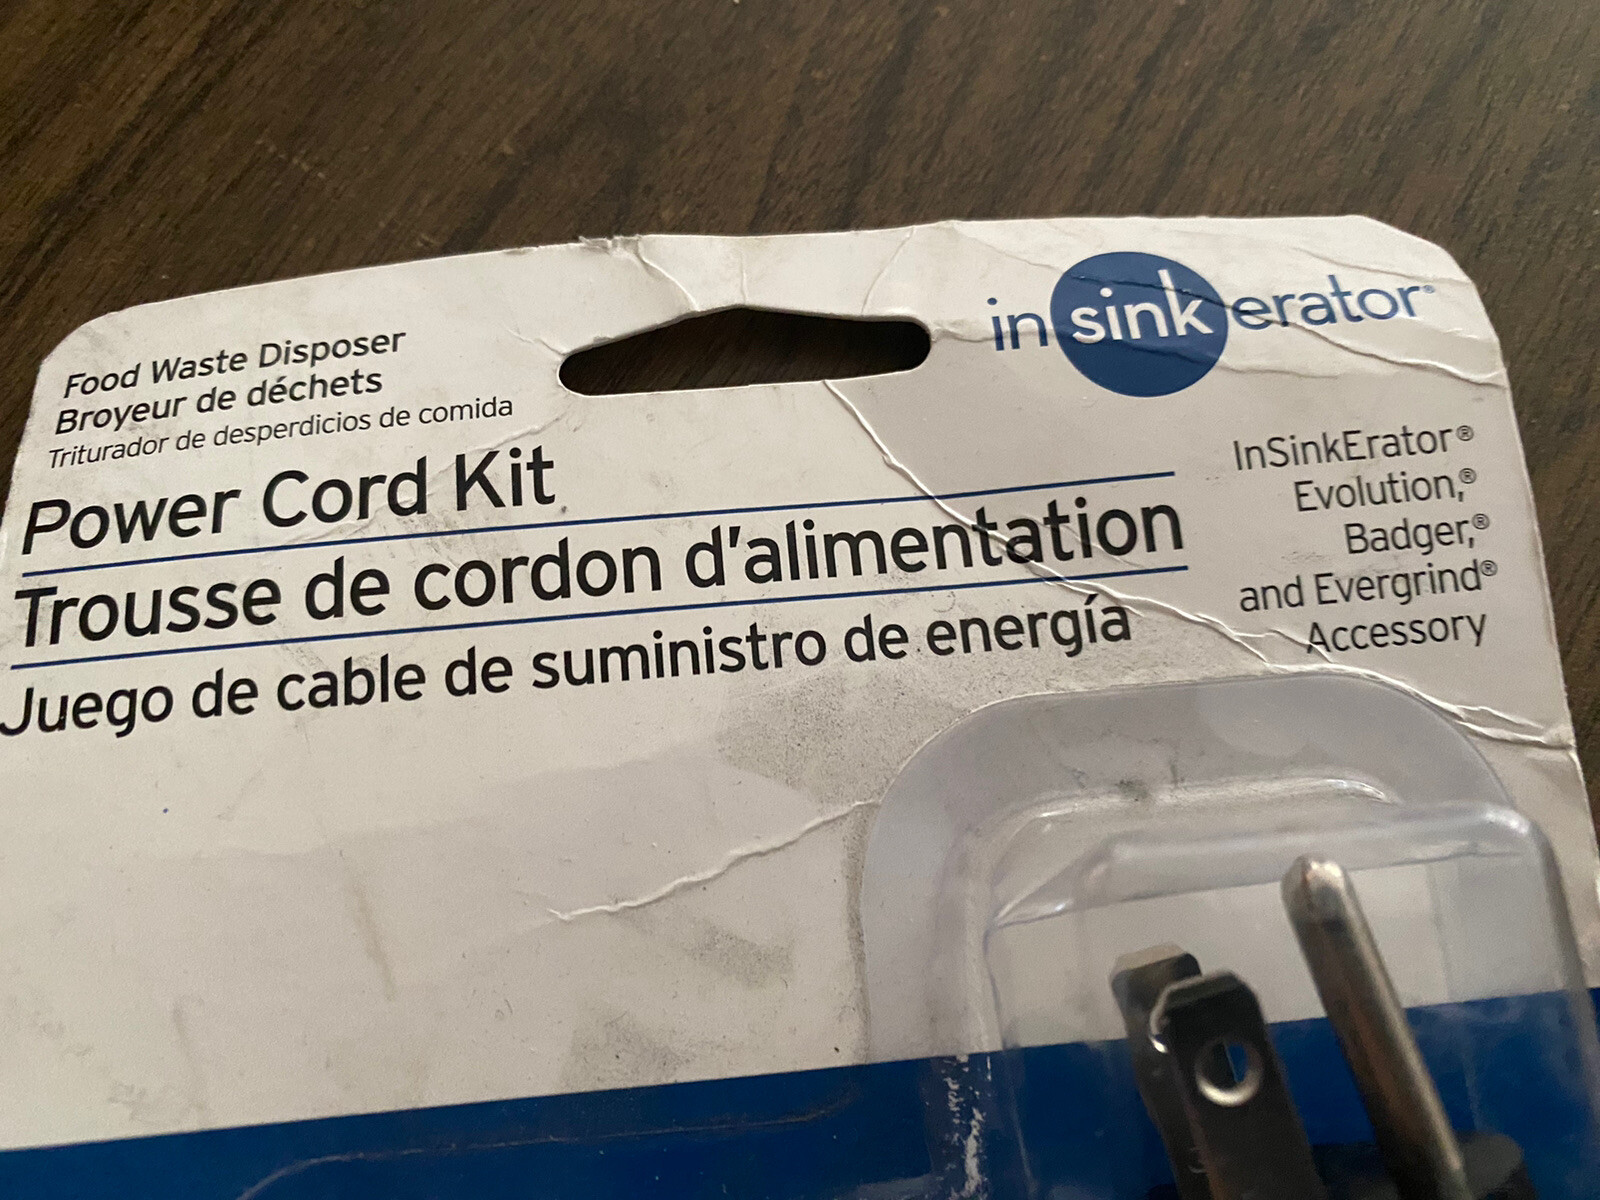 Food Waste Disposer
Broyeur de déchets
Triturador de desperdicios de comida
Power Cord Kit
Trousse de cordon d'alimentation
Juego de cable de suministro de energía
insinkerator®
InSinkErator®
Evolution,®
Badger,®
and Evergrind®
Accessory